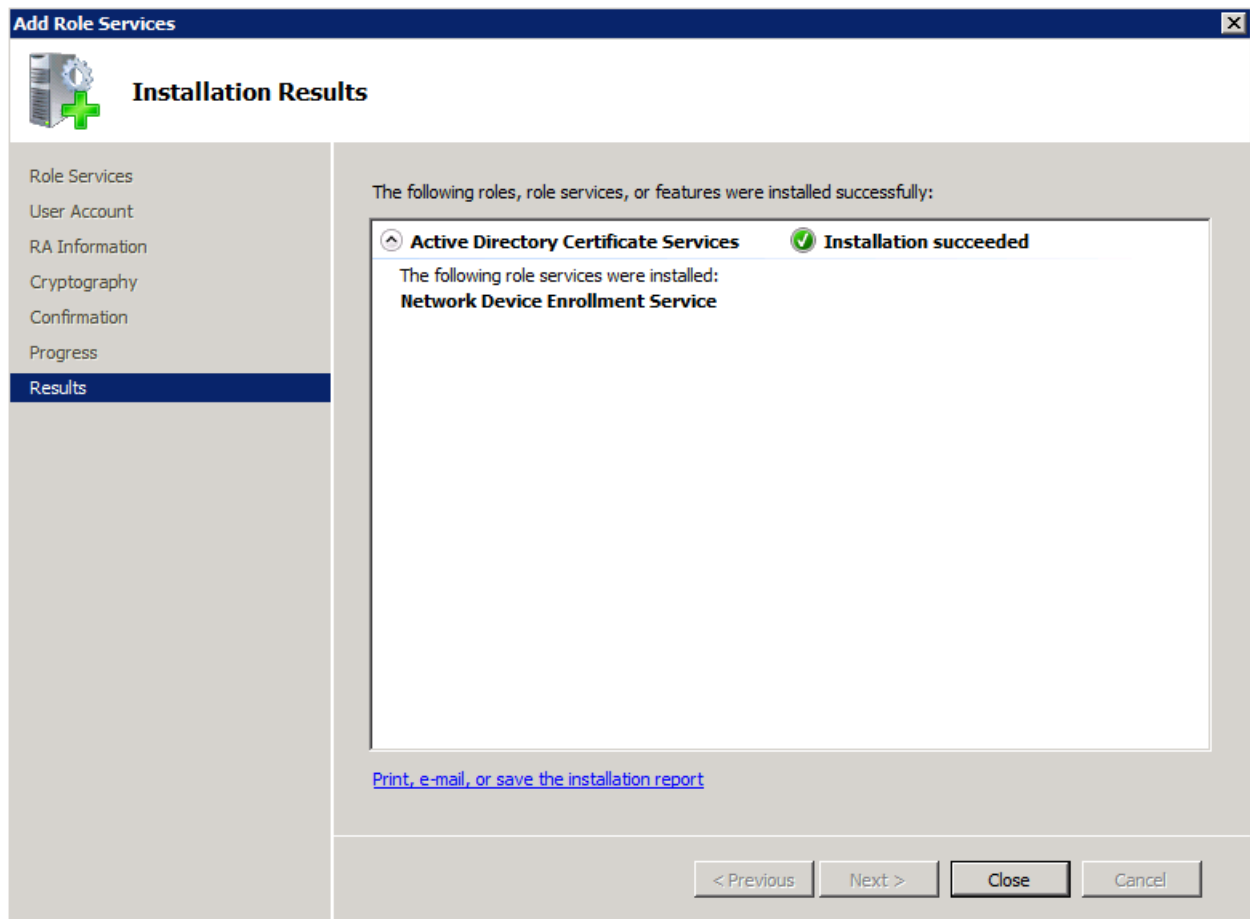 Add Role Services
Installation Results
Role Services
User Account
RA Information
Cryptography
Confirmation
Progress
Results
The following roles, role services, or features were installed successfully:
Active Directory Certificate Services Installation succeeded
The following role services were installed:
Network Device Enrollment Service
Print, e-mail, or save the installation report
< Previous Next > Close Cancel